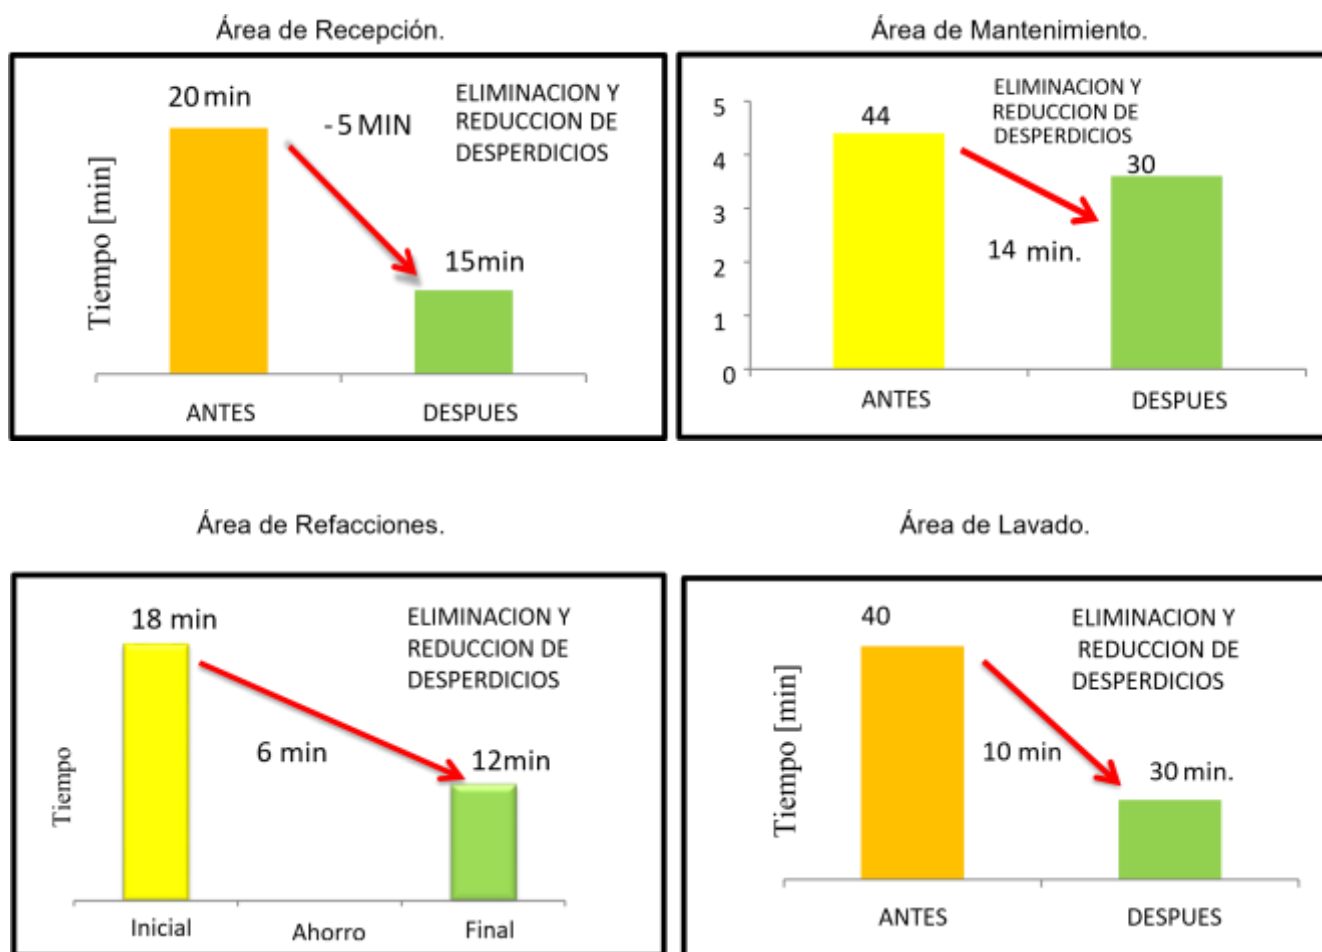 Área de Recepción.
20 min
- 5 MIN
ELIMINACION Y
REDUCCION DE
DESPERDICIOS
15min
Tiempo [min]
ANTES
DESPUES
Área de Mantenimiento.
ELIMINACION Y
REDUCCION DE
DESPERDICIOS
5
4
3
2
1
0
44
30
14 min.
ANTES
DESPUES
Área de Refacciones.
18 min
ELIMINACION Y
REDUCCION DE
DESPERDICIOS
6 min
12min
Tiempo
Inicial
Ahorro
Final
Área de Lavado.
40
ELIMINACION Y
REDUCCION DE
DESPERDICIOS
10 min
30 min.
Tiempo [min]
ANTES
DESPUES